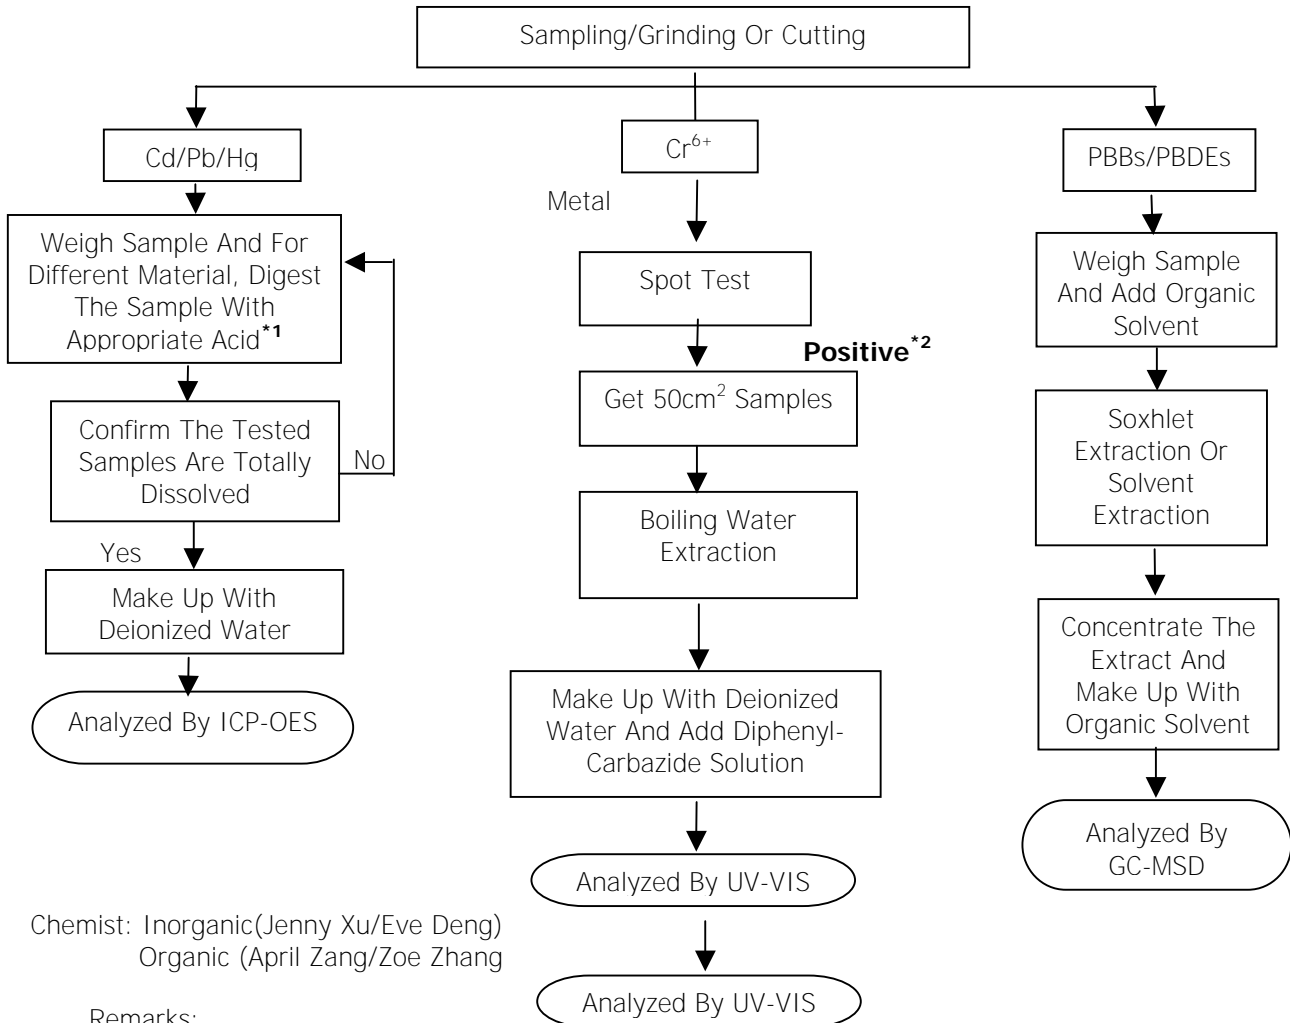 Sampling/Grinding Or Cutting
Cd/Pb/Hg
Weigh Sample And For
Different Material, Digest
The Sample With
Appropriate Acid*1
Confirm The Tested
Samples Are Totally
Dissolved
No
Yes
Make Up With
Deionized Water
Analyzed By ICP-OES
Cr6+
Metal
Spot Test
Positive*2
Get 50cm2 Samples
Boiling Water
Extraction
Make Up With Deionized
Water And Add Diphenyl-
Carbazide Solution
Analyzed By UV-VIS
Analyzed By UV-VIS
PBBs/PBDEs
Weigh Sample
And Add Organic
Solvent
Soxhlet
Extraction Or
Solvent
Extraction
Concentrate The
Extract And
Make Up With
Organic Solvent
Analyzed By
GC-MSD
Chemist: Inorganic(Jenny Xu/Eve Deng)
Organic (April Zang/Zoe Zhang
Remarks: